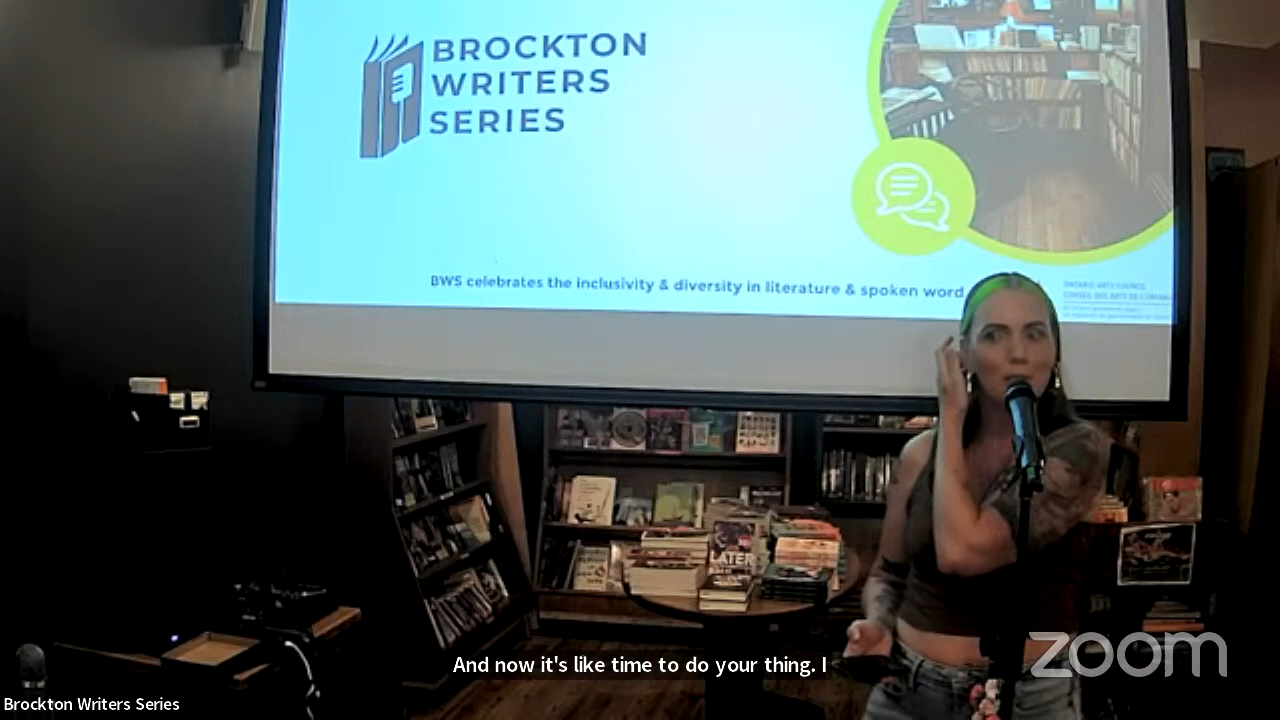 BROCKTON
WRITERS
SERIES
BWS celebrates the inclusivity & diversity in literature & spoken word
ONTARIO ARTS COUNCIL
CONSEIL DES ARTS DE L'ONTARIO
LATER
And now it's like time to do your thing. I
zoom
Brockton Writers Series